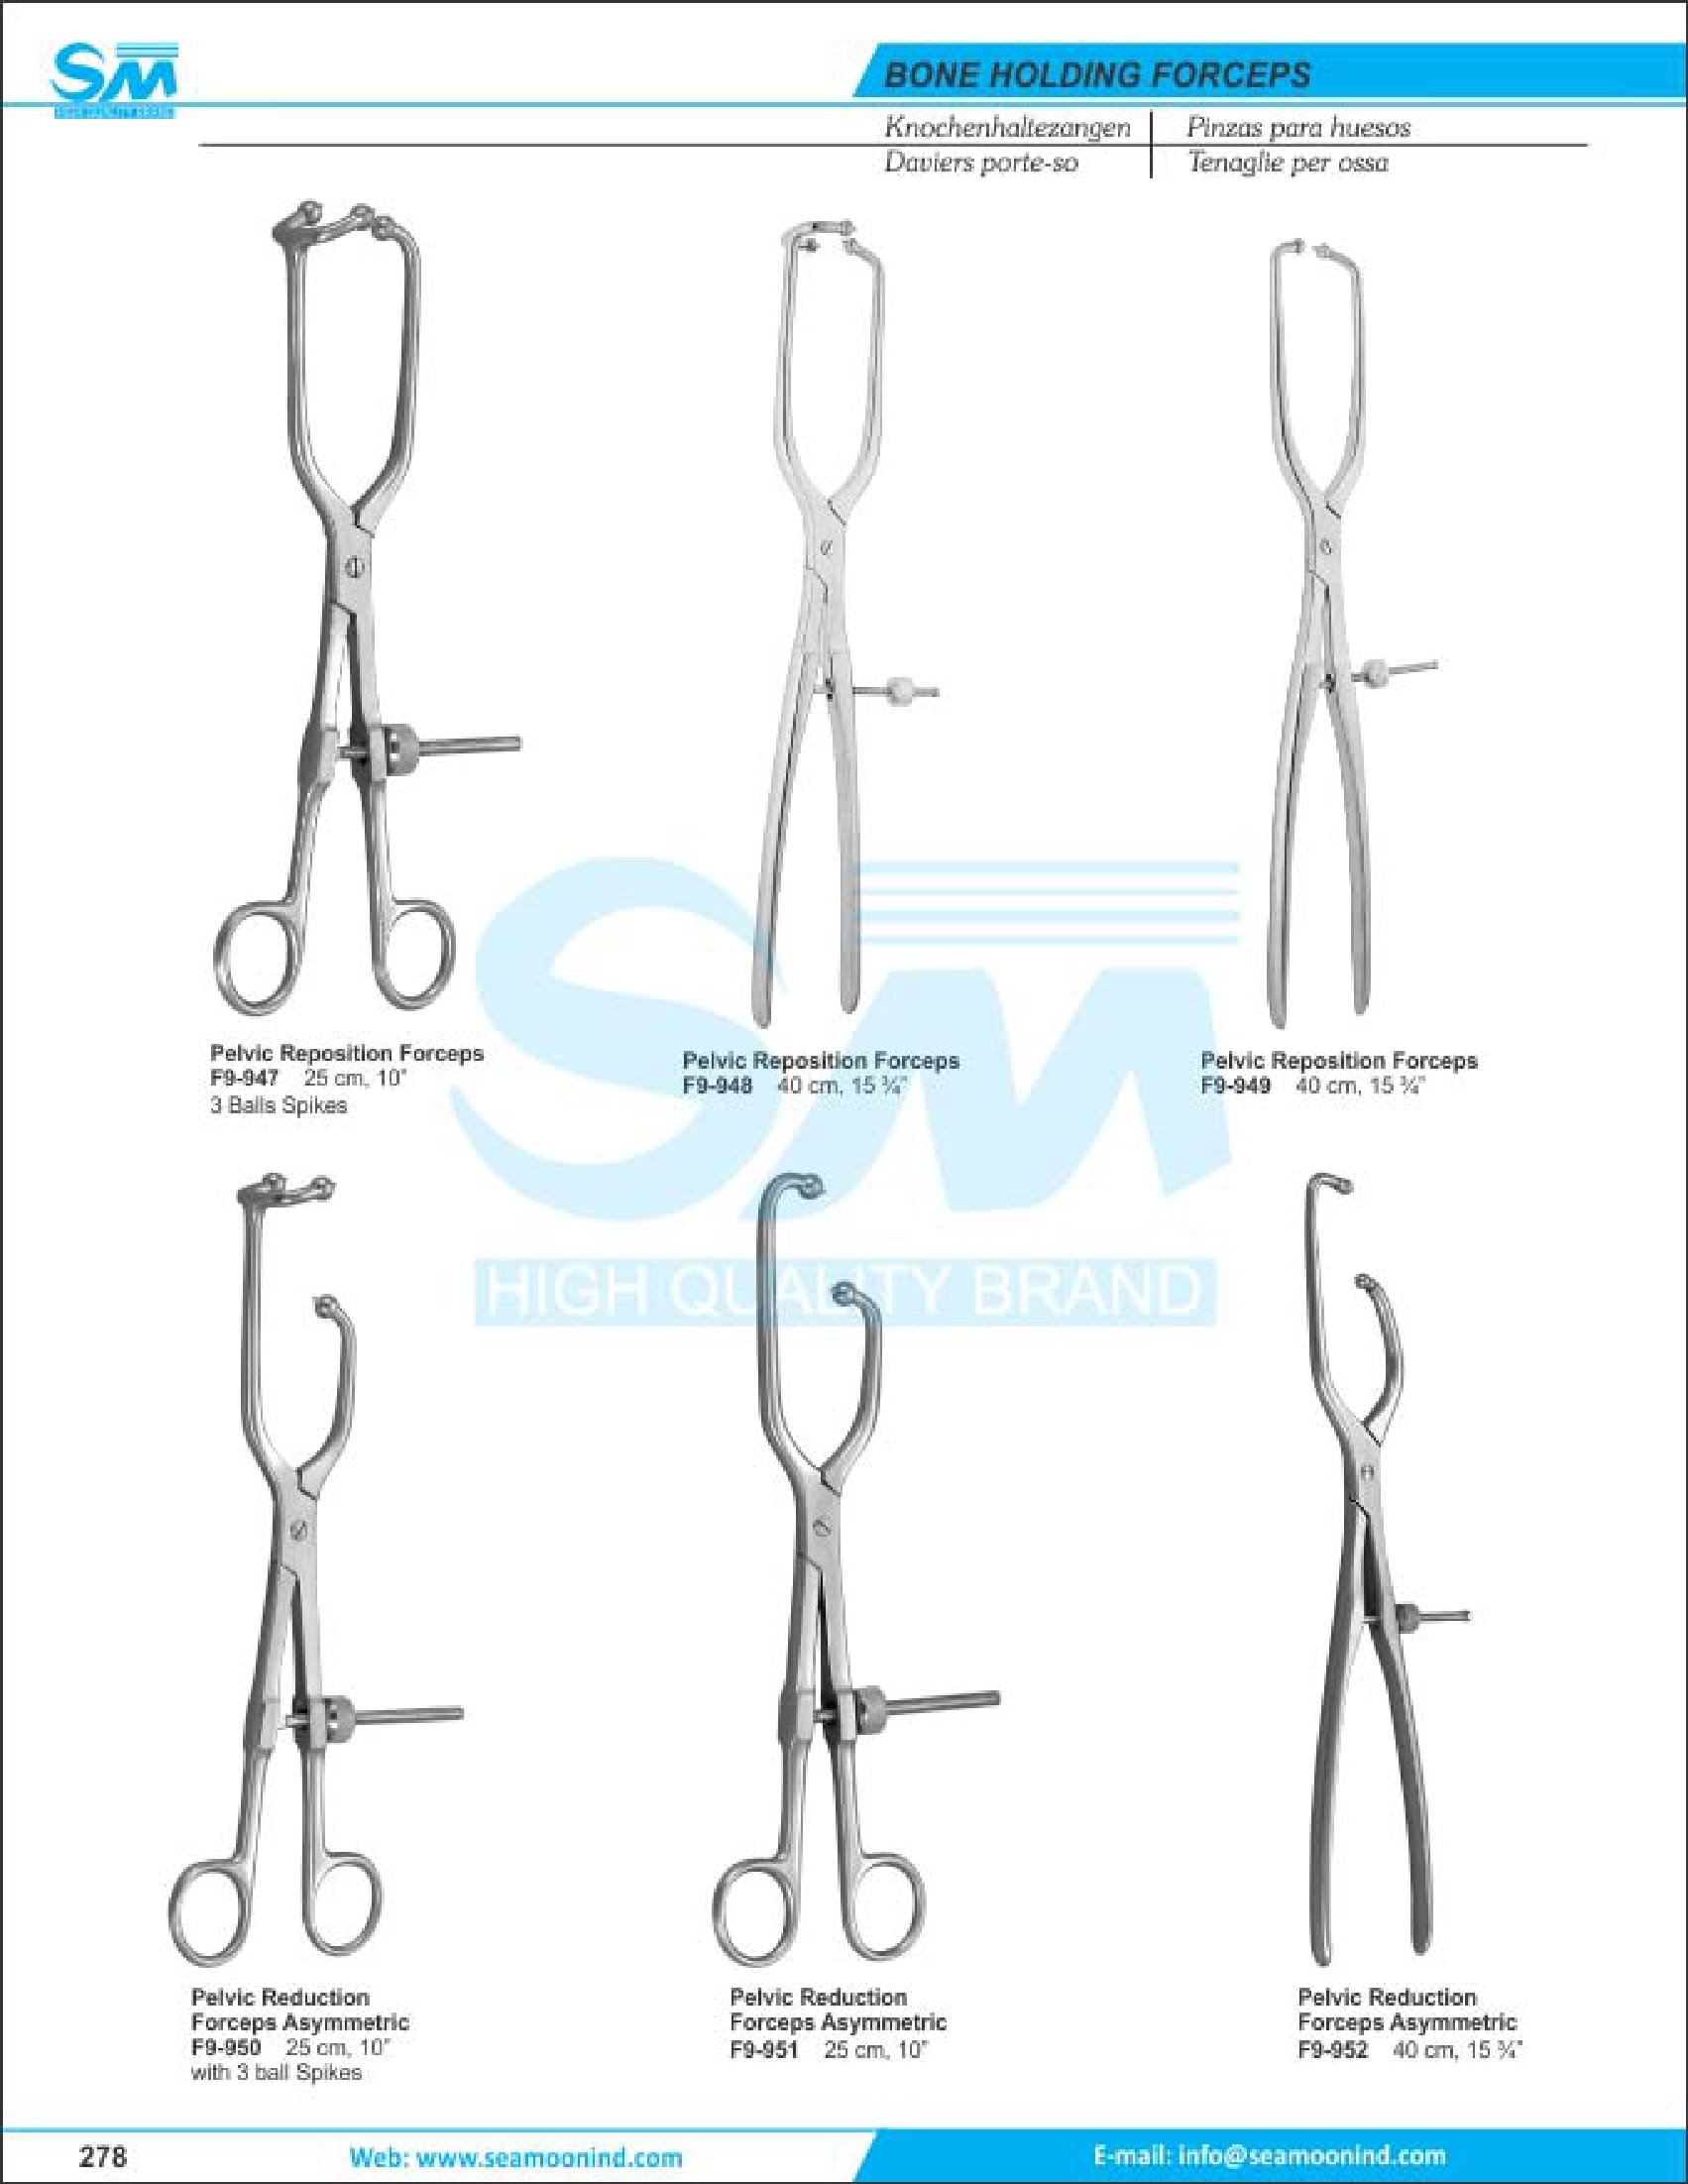 SM
BONE HOLDING FORCEPS
Knochenhaltezangen
Pinzas para huesos
Daviers porte-so
Tenaglie per ossa
Pelvic Reposition Forceps
F9-947 25 cm, 10"
3 Balls Spikes
Pelvic Reposition Forceps
F9-948 40 cm, 15 ¾"
Pelvic Reposition Forceps
F9-949 40 cm, 15 ¾"
SM
HIGH QUALITY BRAND
Pelvic Reduction
Forceps Asymmetric
F9-950 25 cm, 10"
with 3 ball Spikes
Pelvic Reduction
Forceps Asymmetric
F9-951 25 cm, 10"
Pelvic Reduction
Forceps Asymmetric
F9-952 40 cm, 15 ¾"
278
Web: www.seamoonind.com
E-mail: info@seamoonind.com